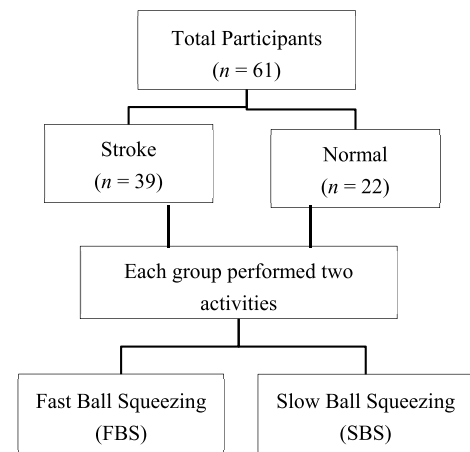 Total Participants
(n = 61)
Stroke
(n = 39)
Normal
(n = 22)
Each group performed two
activities
Fast Ball Squeezing
(FBS)
Slow Ball Squeezing
(SBS)